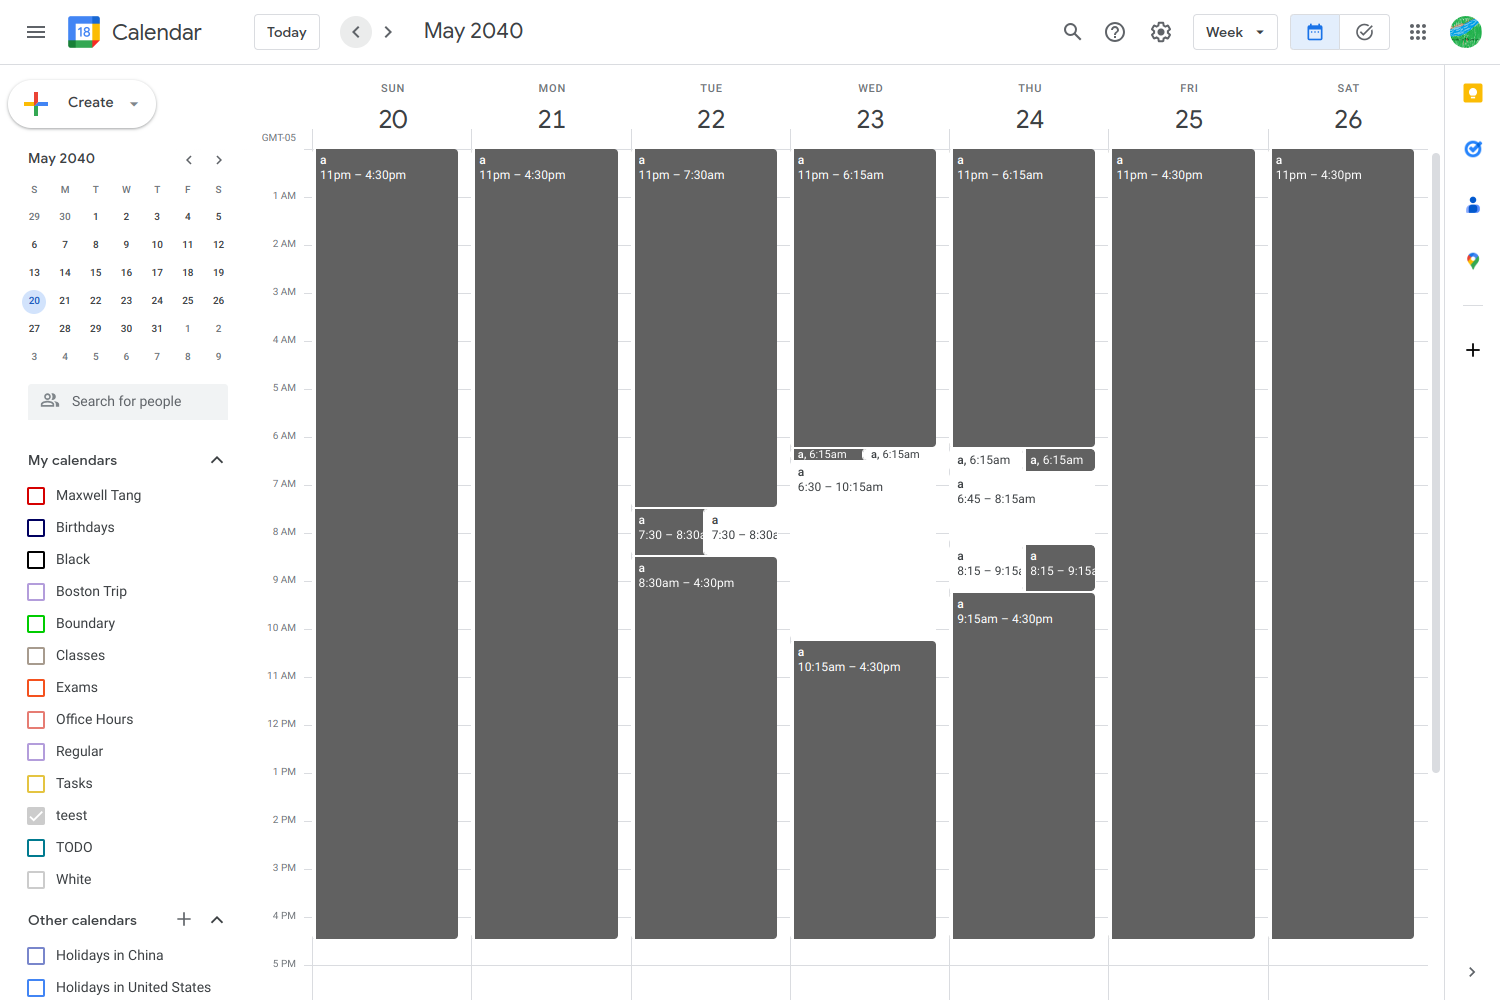 18 Calendar Today May 2040 Week
Create
May 2040
S M T W T F S
29 30 1 2 3 4 5
6 7 8 9 10 11 12
13 14 15 16 17 18 19
20 21 22 23 24 25 26
27 28 29 30 31 1 2
3 4 5 6 7 8 9
Search for people
My calendars
Maxwell Tang
Birthdays
Black
Boston Trip
Boundary
Classes
Exams
Office Hours
Regular
Tasks
teest
TODO
White
Other calendars
Holidays in China
Holidays in United States
GMT-05
SUN MON TUE WED THU FRI SAT
20 21 22 23 24 25 26
1 AM
2 AM
3 AM
4 AM
5 AM
6 AM
7 AM
8 AM
9 AM
10 AM
11 AM
12 PM
1 PM
2 PM
3 PM
4 PM
5 PM
a
11pm – 4:30pm
a
11pm – 4:30pm
a
11pm – 7:30am
a
7:30 – 8:30a
a
7:30 – 8:30a
a
8:30am – 4:30pm
a
11pm – 6:15am
a, 6:15am
a, 6:15am
a
6:30 – 10:15am
a
10:15am – 4:30pm
a
11pm – 6:15am
a, 6:15am
a, 6:15am
a
6:45 – 8:15am
a
8:15 – 9:15a
a
8:15 – 9:15a
a
9:15am – 4:30pm
a
11pm – 4:30pm
a
11pm – 4:30pm